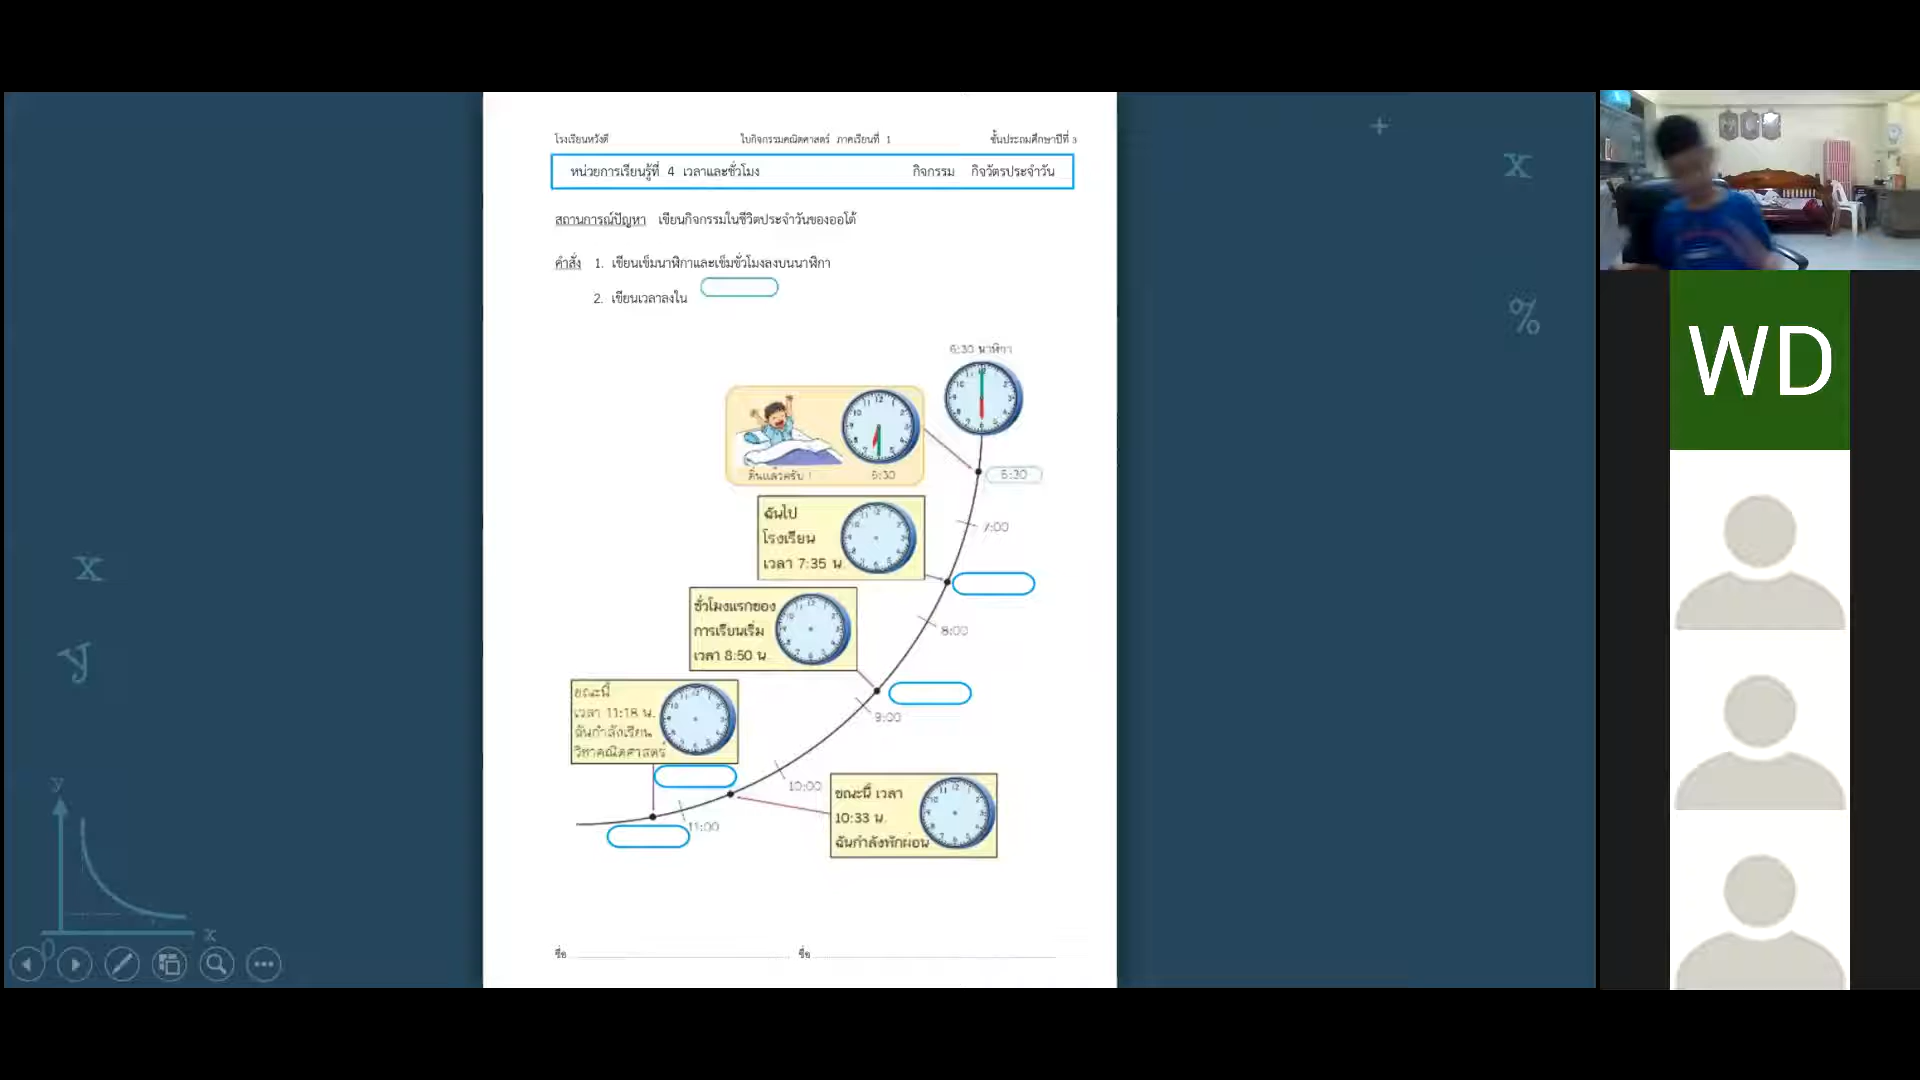 โรงเรียนหวังดี ใบกิจกรรมคณิตศาสตร์ ภาคเรียนที่ 1 ชั้นประถมศึกษาปีที่ 3
หน่วยการเรียนรู้ที่ 4 เวลาและชั่วโมง กิจกรรม กิจวัตรประจำวัน
สถานการณ์ปัญหา เขียนกิจกรรมในชีวิตประจำวันของออโต้
คำสั่ง 1. เขียนเข็มนาฬิกาและเข็มชั่วโมงลงบนนาฬิกา
2. เขียนเวลาลงใน
6:30 นาฬิกา
ตื่นแล้วครับ ! 6:30
6:30
ฉันไป
โรงเรียน
เวลา 7:35 น.
7:00
ชั่วโมงแรกของ
การเรียนเริ่ม
เวลา 8:50 น
8:00
ขณะนี้
เวลา 11:18 น.
ฉันกำลังเรียน
วิชาคณิตศาสตร์
9:00
10:00
ขณะนี้ เวลา
10:33 น.
ฉันกำลังพักผ่อน
11:00
ชื่อ ชื่อ
WD
+
x
%
x
y
y
x
0